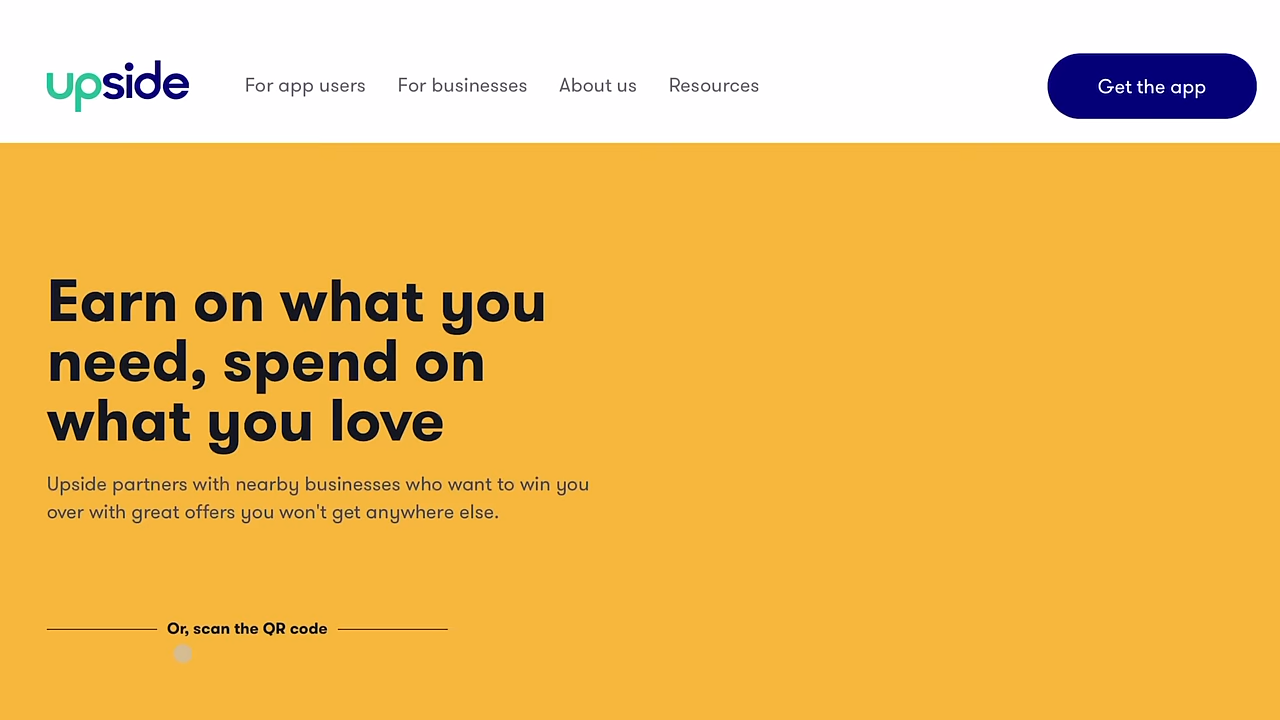 upside
For app users
For businesses
About us
Resources
Get the app
Earn on what you
need, spend on
what you love
Upside partners with nearby businesses who want to win you
over with great offers you won't get anywhere else.
Or, scan the QR code